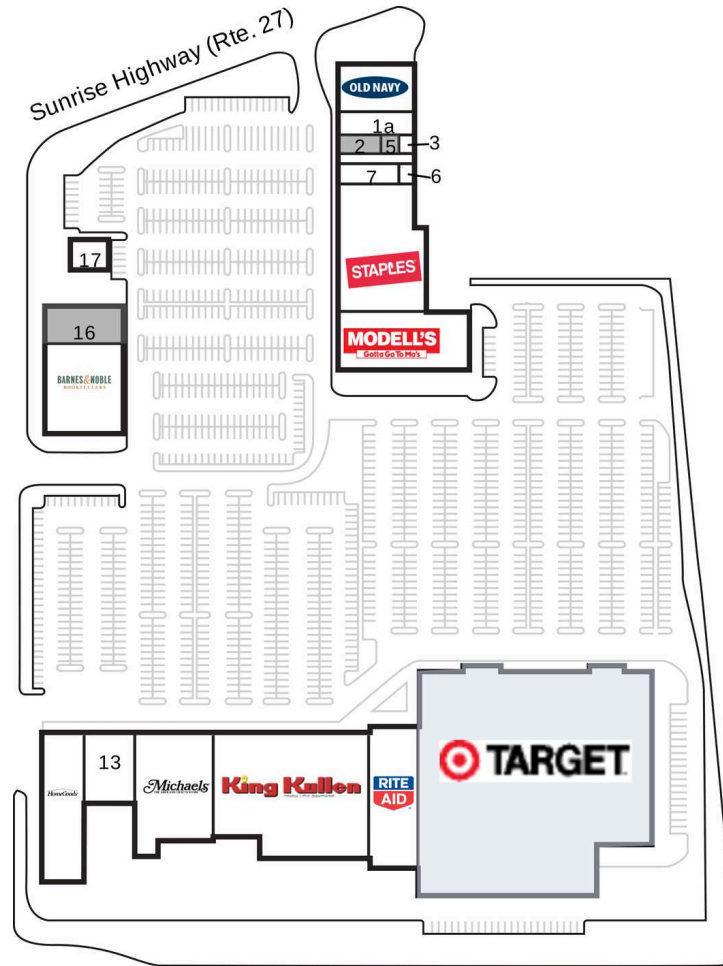 Sunrise Highway (Rte. 27)
OLD NAVY
1a
2
5
3
7
6
STAPLES
MODELL'S
Gotta Go To Mo's
17
16
BARNES&NOBLE
BOOKSELLERS
HomeGoods
13
Michaels
King Kullen
RITE
AID
TARGET